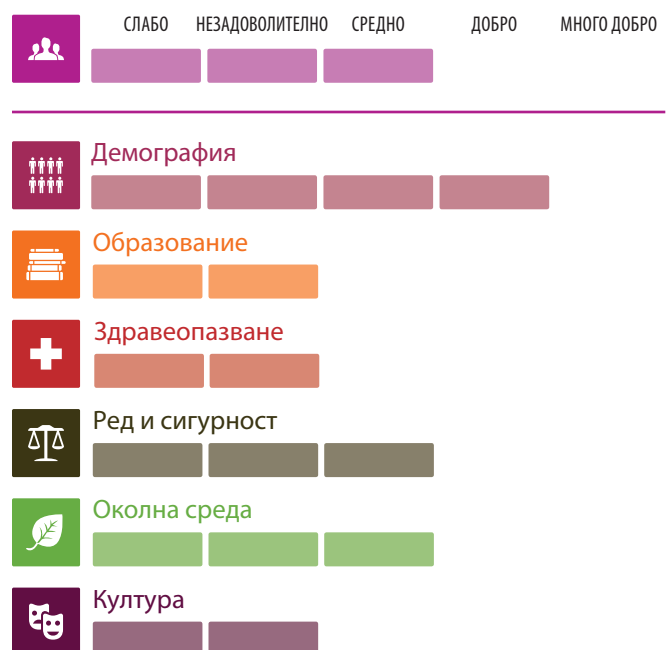 СЛАБО НЕЗАДОВОЛИТЕЛНО СРЕДНО ДОБРО МНОГО ДОБРО
Демография
Образование
Здравеопазване
Ред и сигурност
Околна среда
Култура